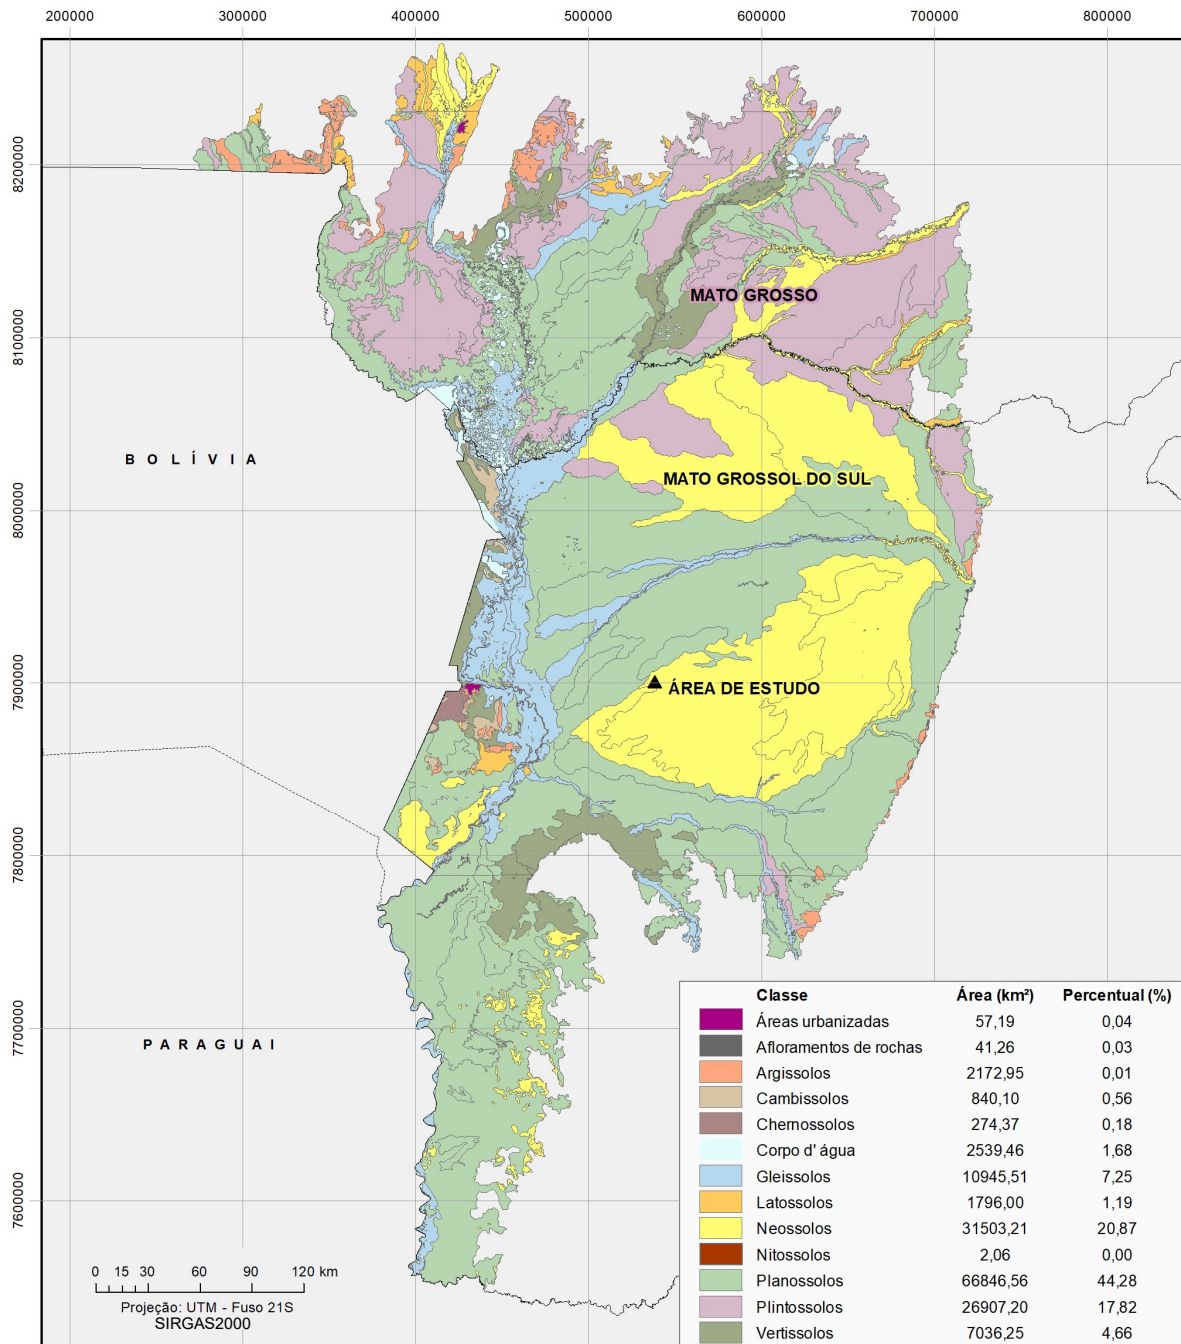 200000 300000 400000 500000 600000 700000 800000
8200000
8100000
8000000
7900000
7800000
7700000
7600000
MATO GROSSO
BOLÍVIA
MATO GROSSOL DO SUL
ÁREA DE ESTUDO
PARAGUAI
Classe Área (km²) Percentual (%)
Áreas urbanizadas 57,19 0,04
Afloramentos de rochas 41,26 0,03
Argissolos 2172,95 0,01
Cambissolos 840,10 0,56
Chernossolos 274,37 0,18
Corpo d' água 2539,46 1,68
Gleissolos 10945,51 7,25
Latossolos 1796,00 1,19
Neossolos 31503,21 20,87
Nitossolos 2,06 0,00
Planossolos 66846,56 44,28
Plintossolos 26907,20 17,82
Vertissolos 7036,25 4,66
0 15 30 60 90 120 km
Projeção: UTM - Fuso 21S
SIRGAS2000